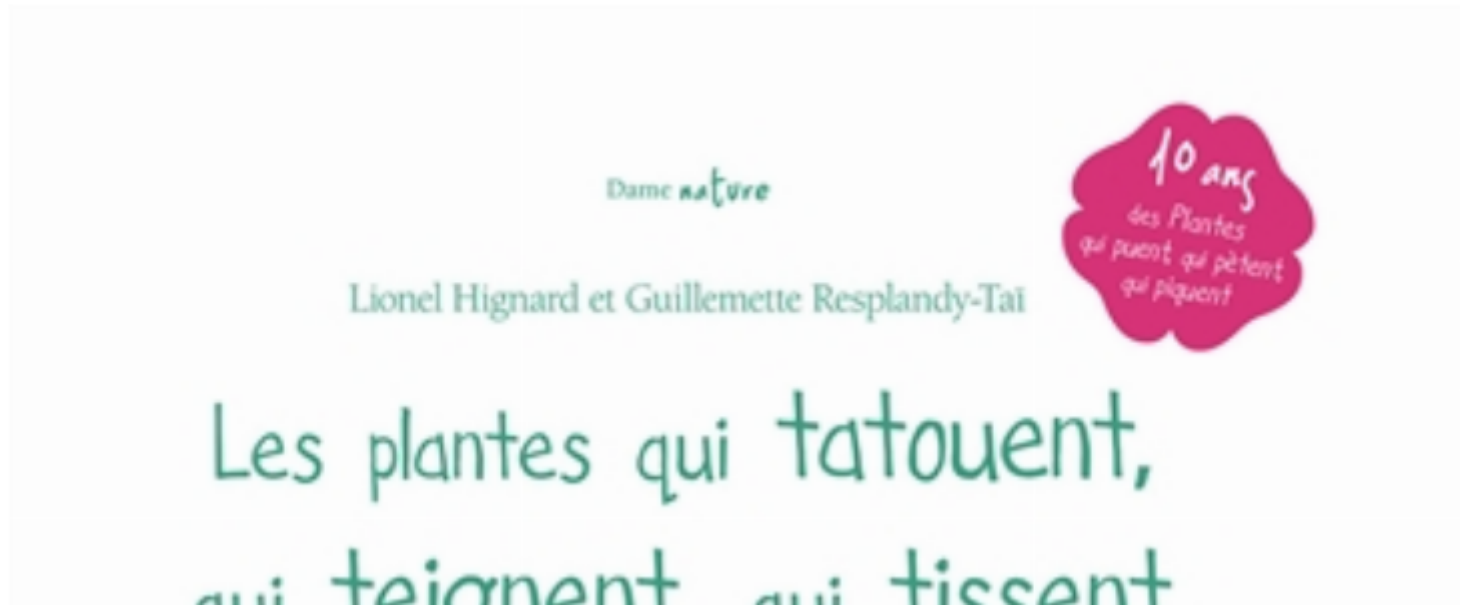 Dame nature
10 ans
des Plantes
qui puent qui pètent
qui piquent
Lionel Hignard et Guillemette Resplandy-Taï
Les plantes qui tatouent,
qui teignent, qui tissent